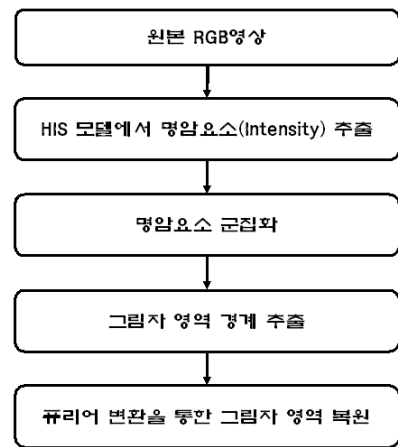 원본 RGB영상
HIS 모델에서 명암요소(Intensity) 추출
명암요소 군집화
그림자 영역 경계 추출
퓨리어 변환을 통한 그림자 영역 복원